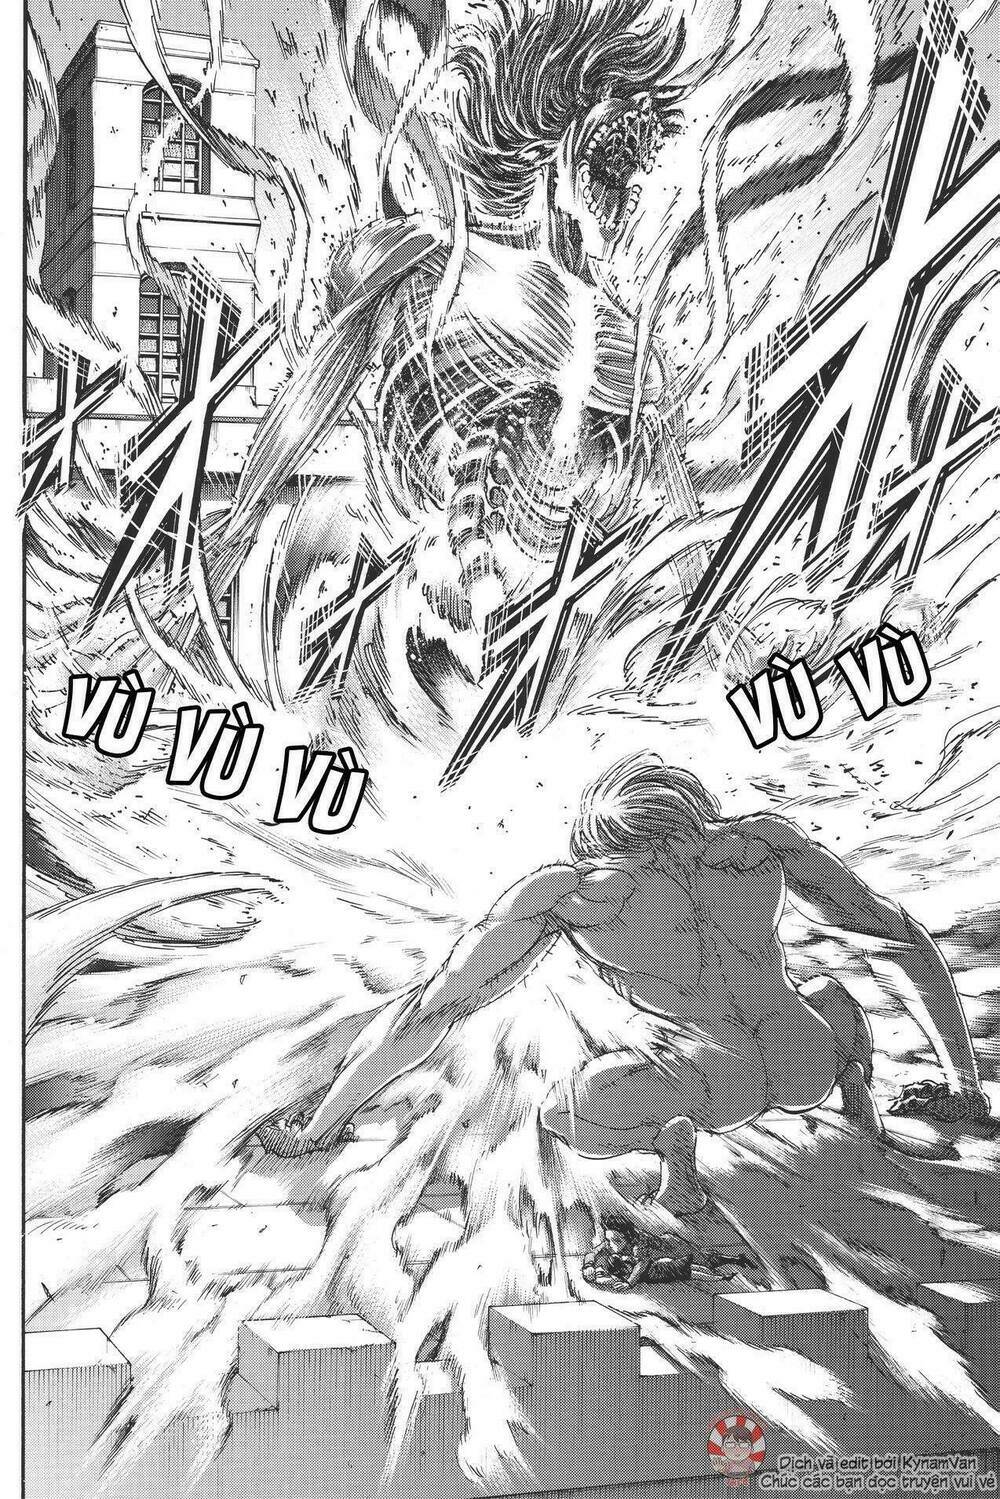 VÙ VÙ VÙ
VÙ VÙ
Dịch và edit bởi KynamVan
Chúc các bạn đọc truyện vui vẻ